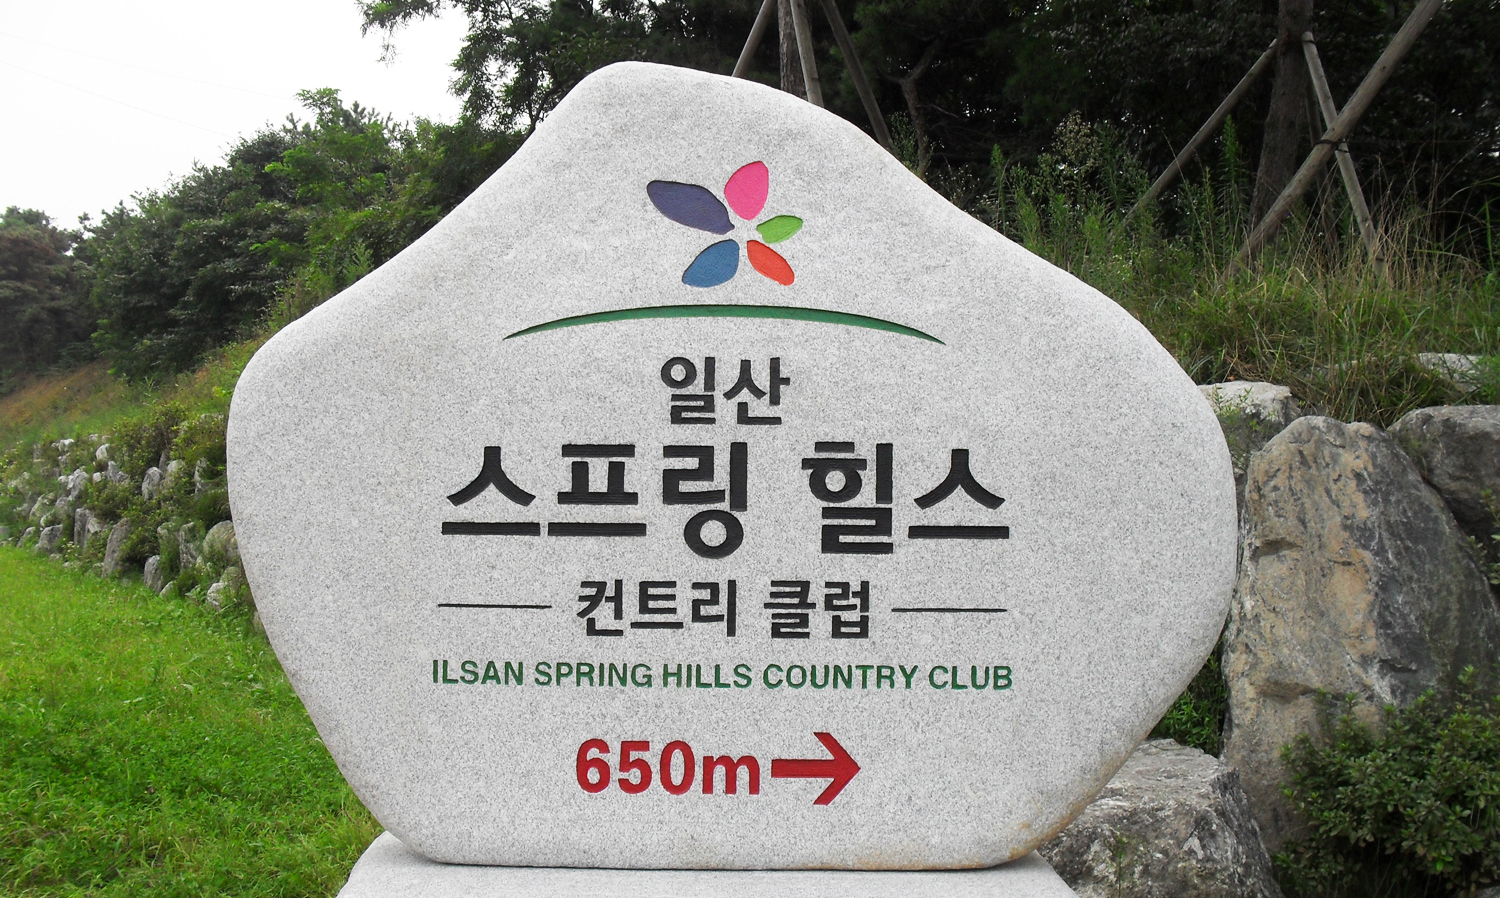 일산
스프링 힐스
컨트리 클럽
ILSAN SPRING HILLS COUNTRY CLUB
650m→